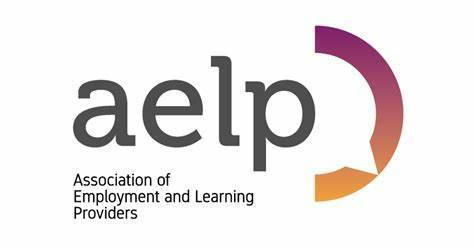 aelp
Association of
Employment and Learning
Providers